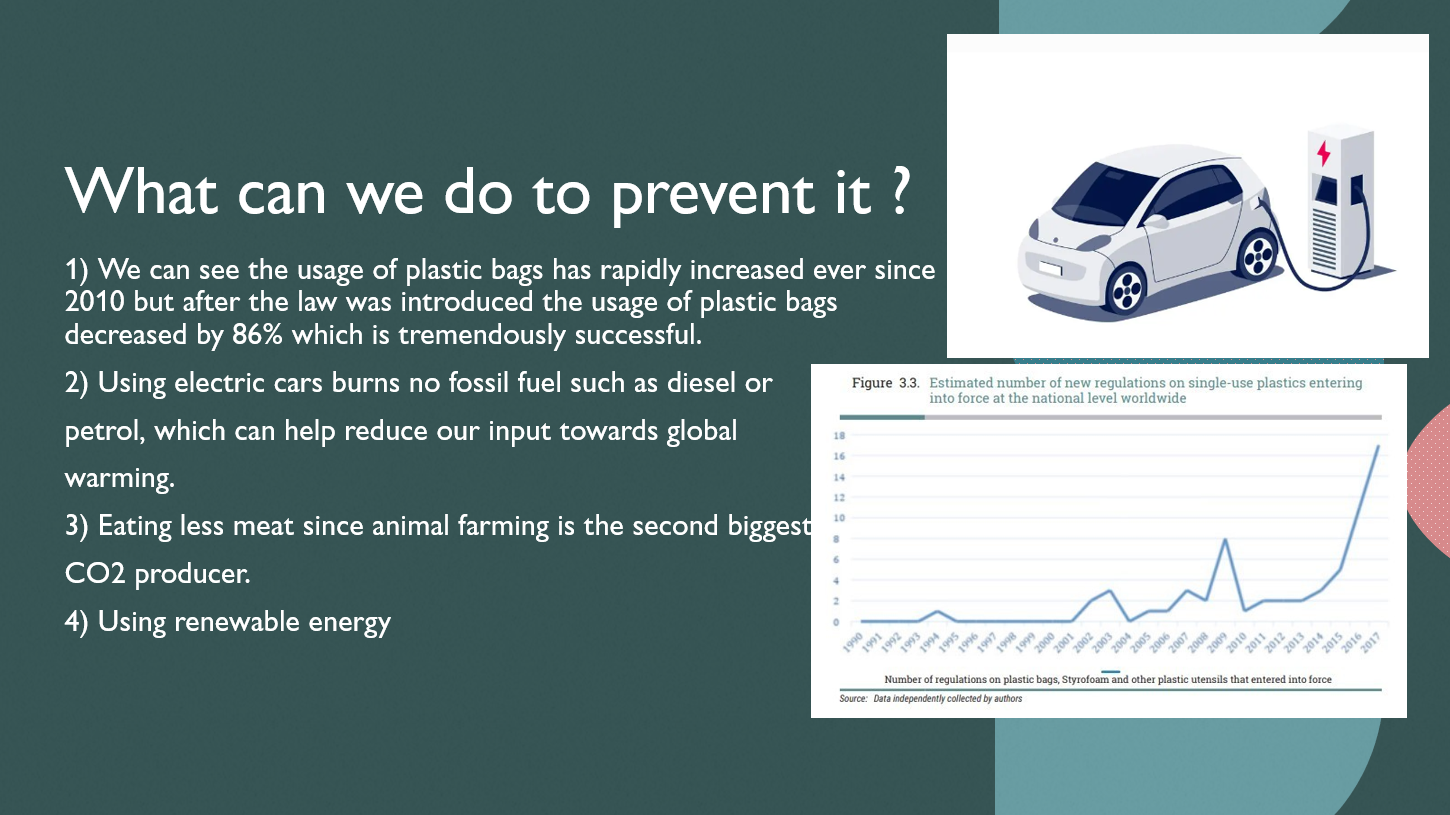 What can we do to prevent it ?
1) We can see the usage of plastic bags has rapidly increased ever since
2010 but after the law was introduced the usage of plastic bags
decreased by 86% which is tremendously successful.
2) Using electric cars burns no fossil fuel such as diesel or
petrol, which can help reduce our input towards global
warming.
3) Eating less meat since animal farming is the second biggest
CO2 producer.
4) Using renewable energy
Figure 3.3. Estimated number of new regulations on single-use plastics entering
into force at the national level worldwide
18
16
14
12
10
8
6
4
2
0
1990 1991 1992 1993 1994 1995 1996 1997 1998 1999 2000 2001 2002 2003 2004 2005 2006 2007 2008 2009 2010 2011 2012 2013 2014 2015 2016 2017
Number of regulations on plastic bags, Styrofoam and other plastic utensils that entered into force
Source: Data independently collected by authors